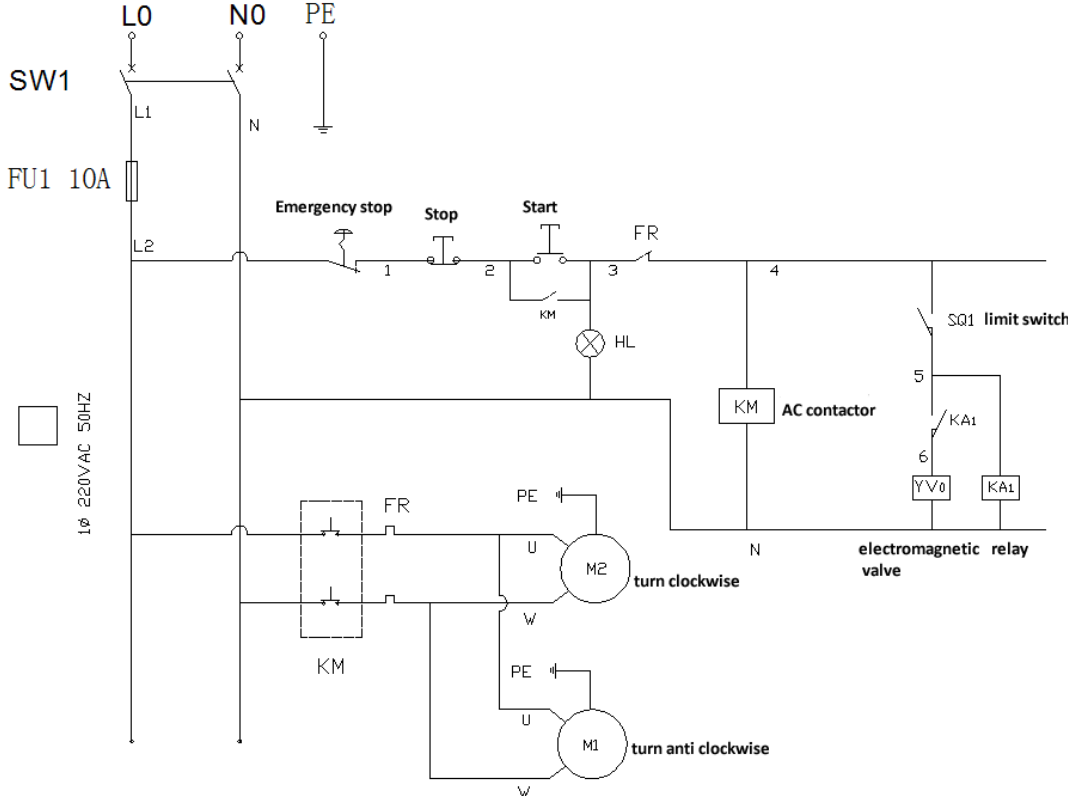 L0 N0 PE
SW1
L1
N
FU1 10A
Emergency stop
Stop
Start
FR
L2
1
2
3
4
KM
SQ1 limit switch
HL
5
KM AC contactor
KA1
6
1ø 220VAC 50HZ
YV0 KA1
PE
FR
U
N
electromagnetic relay
valve
M2
turn clockwise
W
KM
PE
U
M1
turn anti clockwise
W